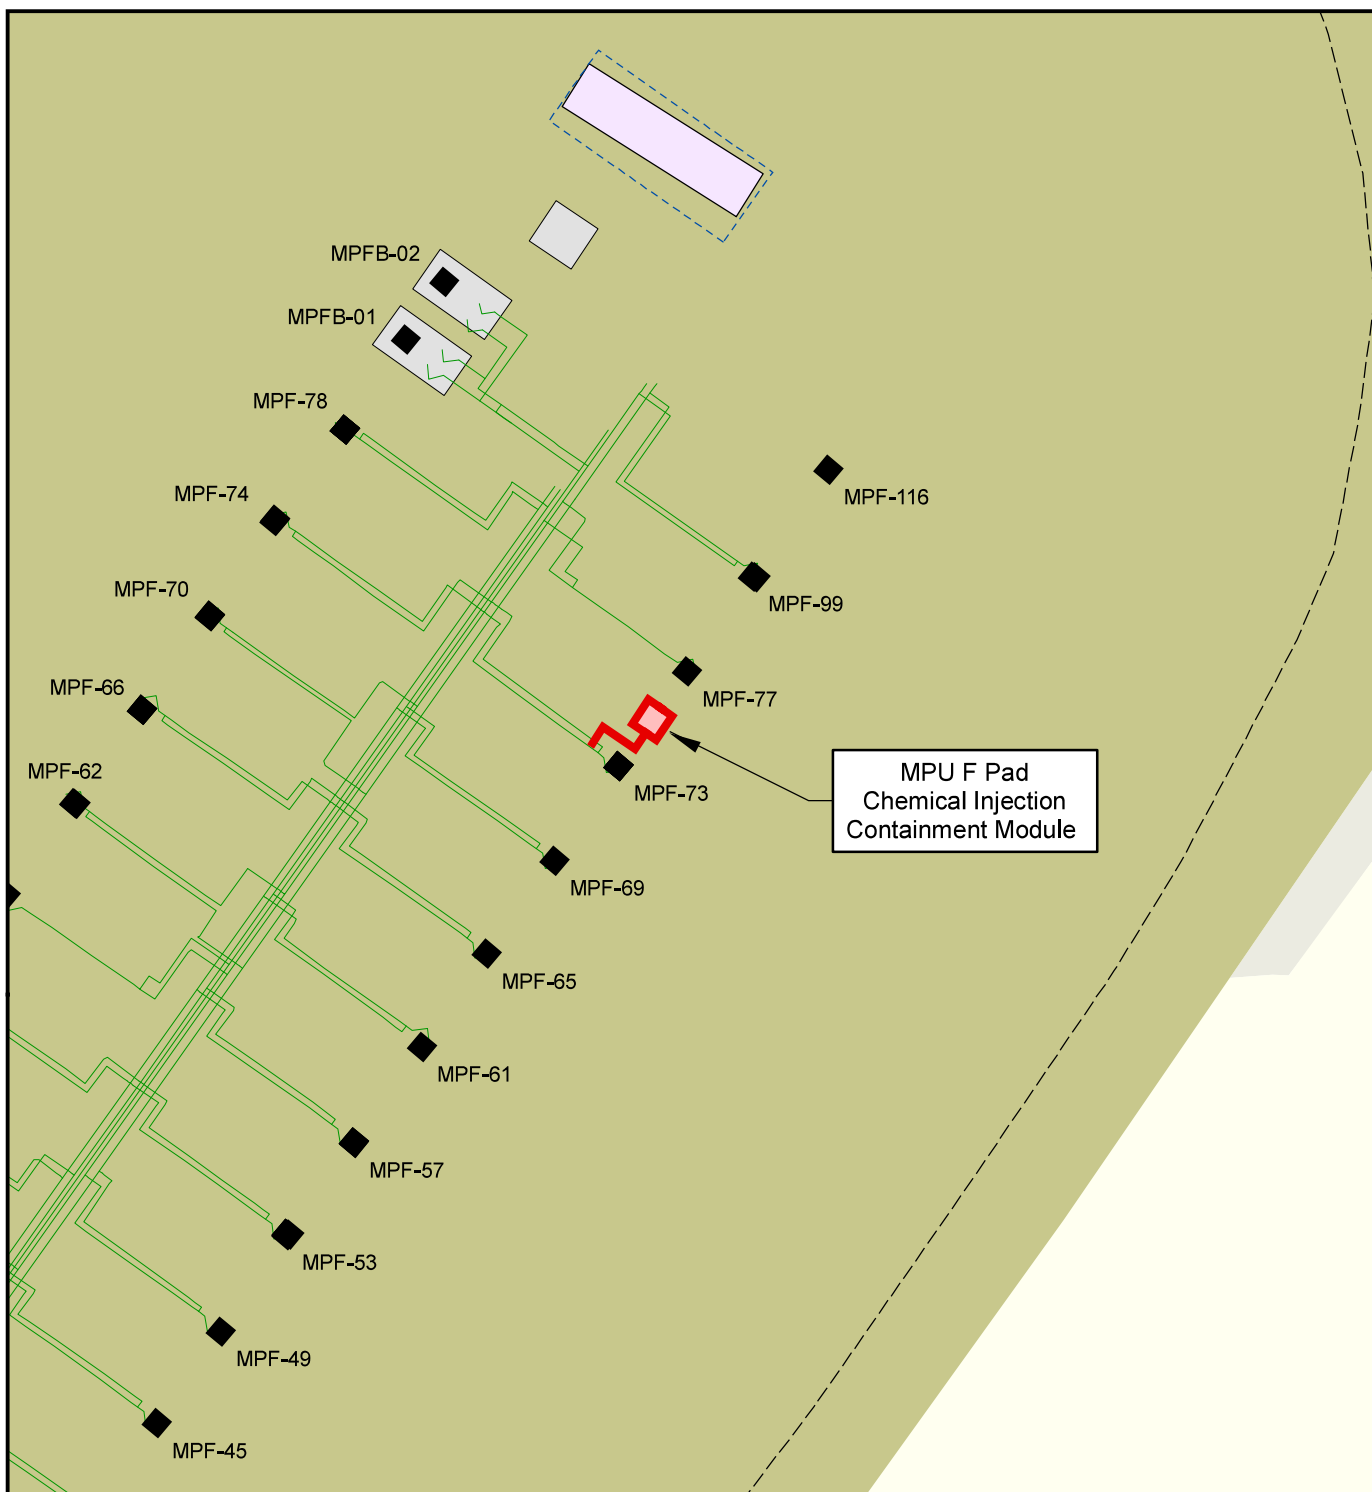 MPFB-02
MPFB-01
MPF-78
MPF-116
MPF-74
MPF-70
MPF-99
MPF-66
MPF-77
MPF-62
MPF-73
MPU F Pad
Chemical Injection
Containment Module
MPF-69
MPF-65
MPF-61
MPF-57
MPF-53
MPF-49
MPF-45